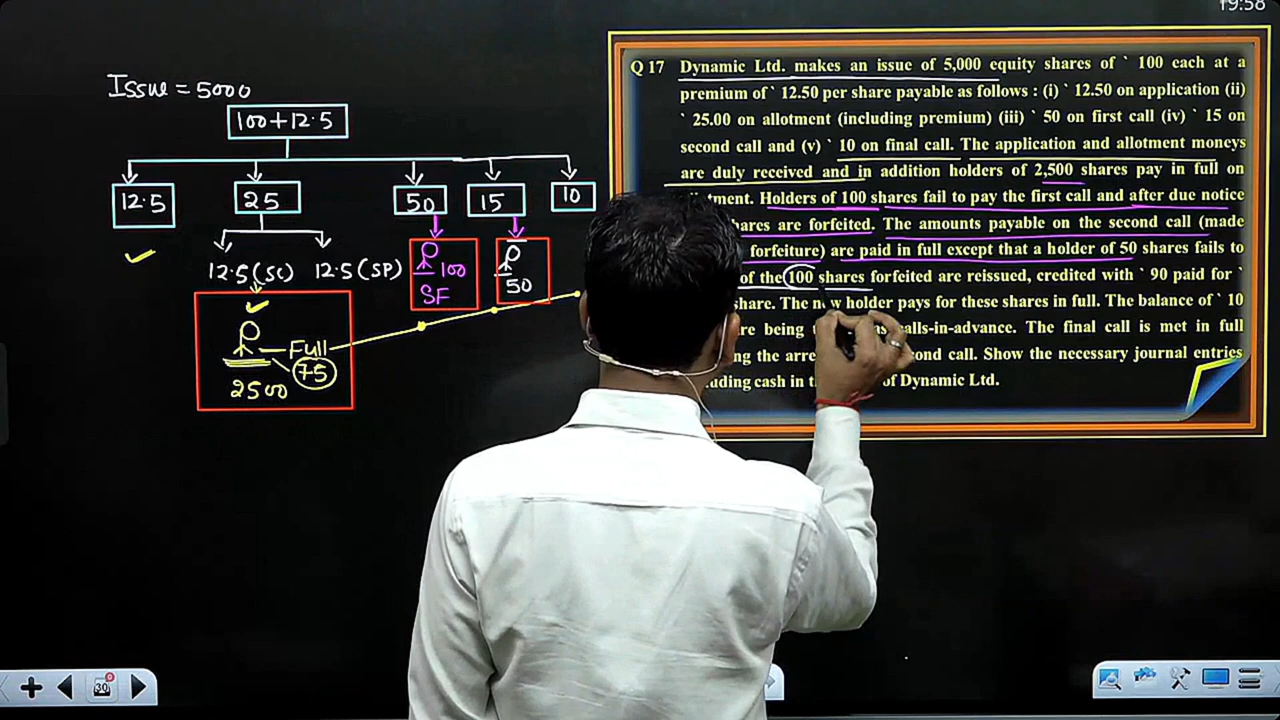 19:58
Issue = 5000
100+12.5
12.5
25
50
15
10
12.5(SC) 12.5(SP)
100
SF
50
Full
75
2500
Q 17 Dynamic Ltd. makes an issue of 5,000 equity shares of ` 100 each at a
premium of ` 12.50 per share payable as follows : (i) ` 12.50 on application (ii)
` 25.00 on allotment (including premium) (iii) ` 50 on first call (iv) ` 15 on
second call and (v) ` 10 on final call. The application and allotment moneys
are duly received and in addition holders of 2,500 shares pay in full on
Holders of 100 shares fail to pay the first call and after due notice
are forfeited. The amounts payable on the second call (made
forfeiture) are paid in full except that a holder of 50 shares fails to
of the 100 shares forfeited are reissued, credited with ` 90 paid for `
share. The new holder pays for these shares in full. The balance of ` 10
being calls-in-advance. The final call is met in full
the call. Show the necessary journal entries
cash in of Dynamic Ltd.
30